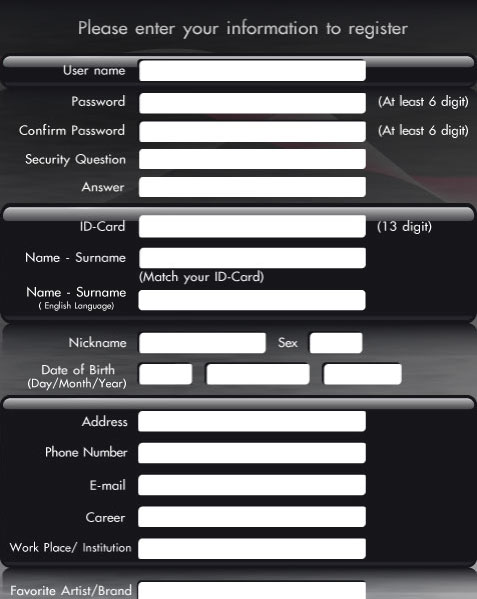 Please enter your information to register
User name
Password (At least 6 digit)
Confirm Password (At least 6 digit)
Security Question
Answer
ID-Card (13 digit)
Name - Surname
(Match your ID-Card)
Name - Surname
( English Language)
Nickname Sex
Date of Birth
(Day/Month/Year)
Address
Phone Number
E-mail
Career
Work Place/ Institution
Favorite Artist/Brand